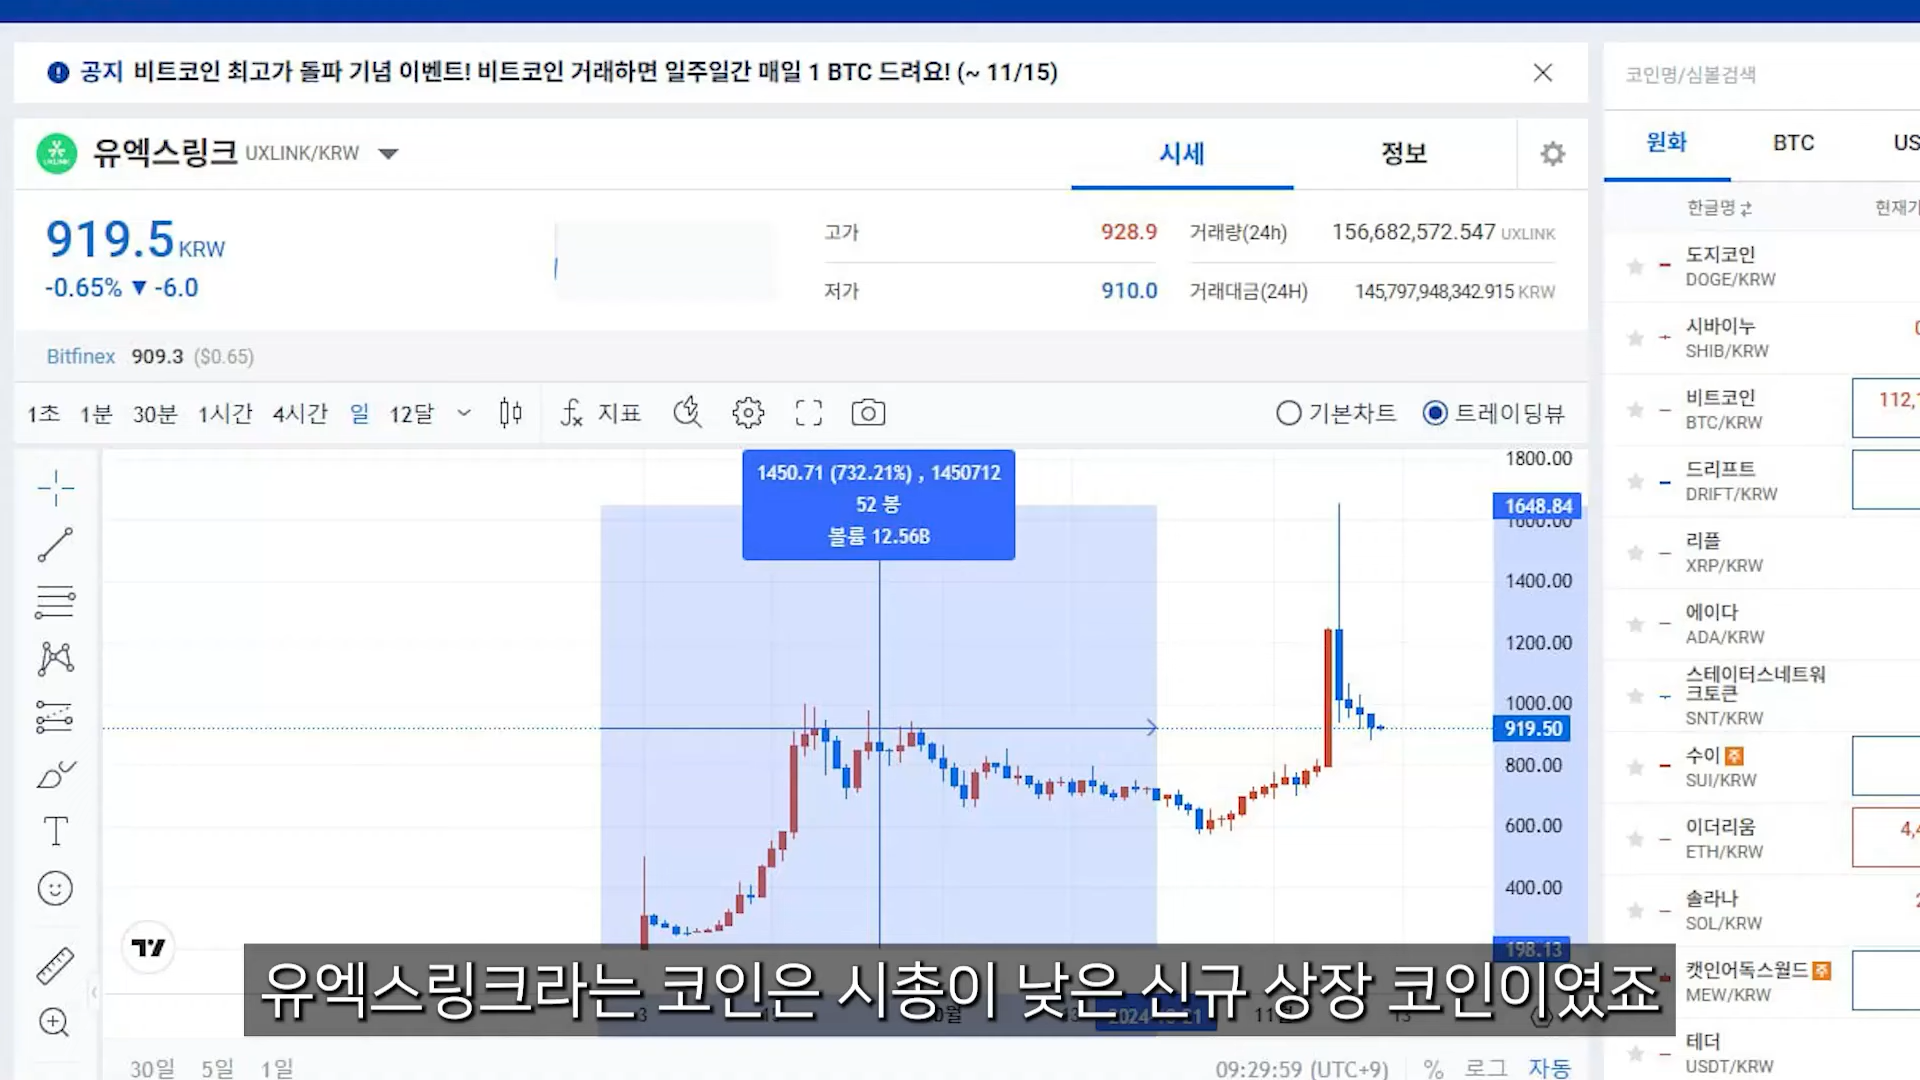 공지 비트코인 최고가 돌파 기념 이벤트! 비트코인 거래하면 일주일간 매일 1 BTC 드려요! (~ 11/15)
유엑스링크 UXLINK/KRW
시세 정보
919.5 KRW
-0.65% ▼ -6.0
고가 928.9
저가 910.0
거래량(24h) 156,682,572.547 UXLINK
거래대금(24H) 145,797,948,342.915 KRW
Bitfinex 909.3 ($0.65)
1초 1분 30분 1시간 4시간 일 12달 지표 기본차트 트레이딩뷰
1450.71 (732.21%) , 1450712
52 봉
볼륨 12.56B
1800.00
1648.84
1600.00
1400.00
1200.00
1000.00
919.50
800.00
600.00
400.00
198.13
유엑스링크라는 코인은 시총이 낮은 신규 상장 코인이였죠
30일 5일 1일
09:29:59 (UTC+9) % 로그 자동
코인명/심볼검색
원화 BTC
한글명
도지코인
DOGE/KRW
시바이누
SHIB/KRW
비트코인
BTC/KRW
드리프트
DRIFT/KRW
리플
XRP/KRW
에이다
ADA/KRW
스테이터스네트워
크토큰
SNT/KRW
수이 주
SUI/KRW
이더리움
ETH/KRW
솔라나
SOL/KRW
캣인어독스월드 주
MEW/KRW
테더
USDT/KRW